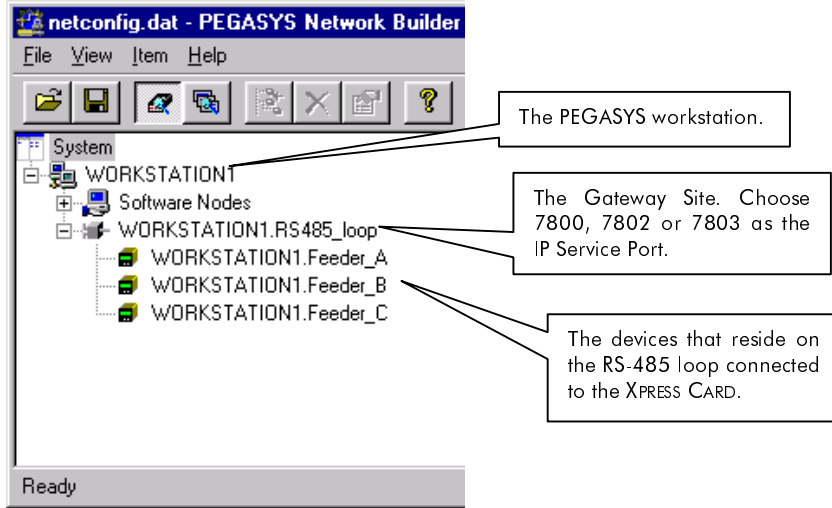 netconfig.dat - PEGASYS Network Builder
File View Item Help
System
WORKSTATION1
Software Nodes
WORKSTATION1.RS485_loop
WORKSTATION1.Feeder_A
WORKSTATION1.Feeder_B
WORKSTATION1.Feeder_C
Ready
The PEGASYS workstation.
The Gateway Site. Choose
7800, 7802 or 7803 as the
IP Service Port.
The devices that reside on
the RS-485 loop connected
to the XPRESS CARD.